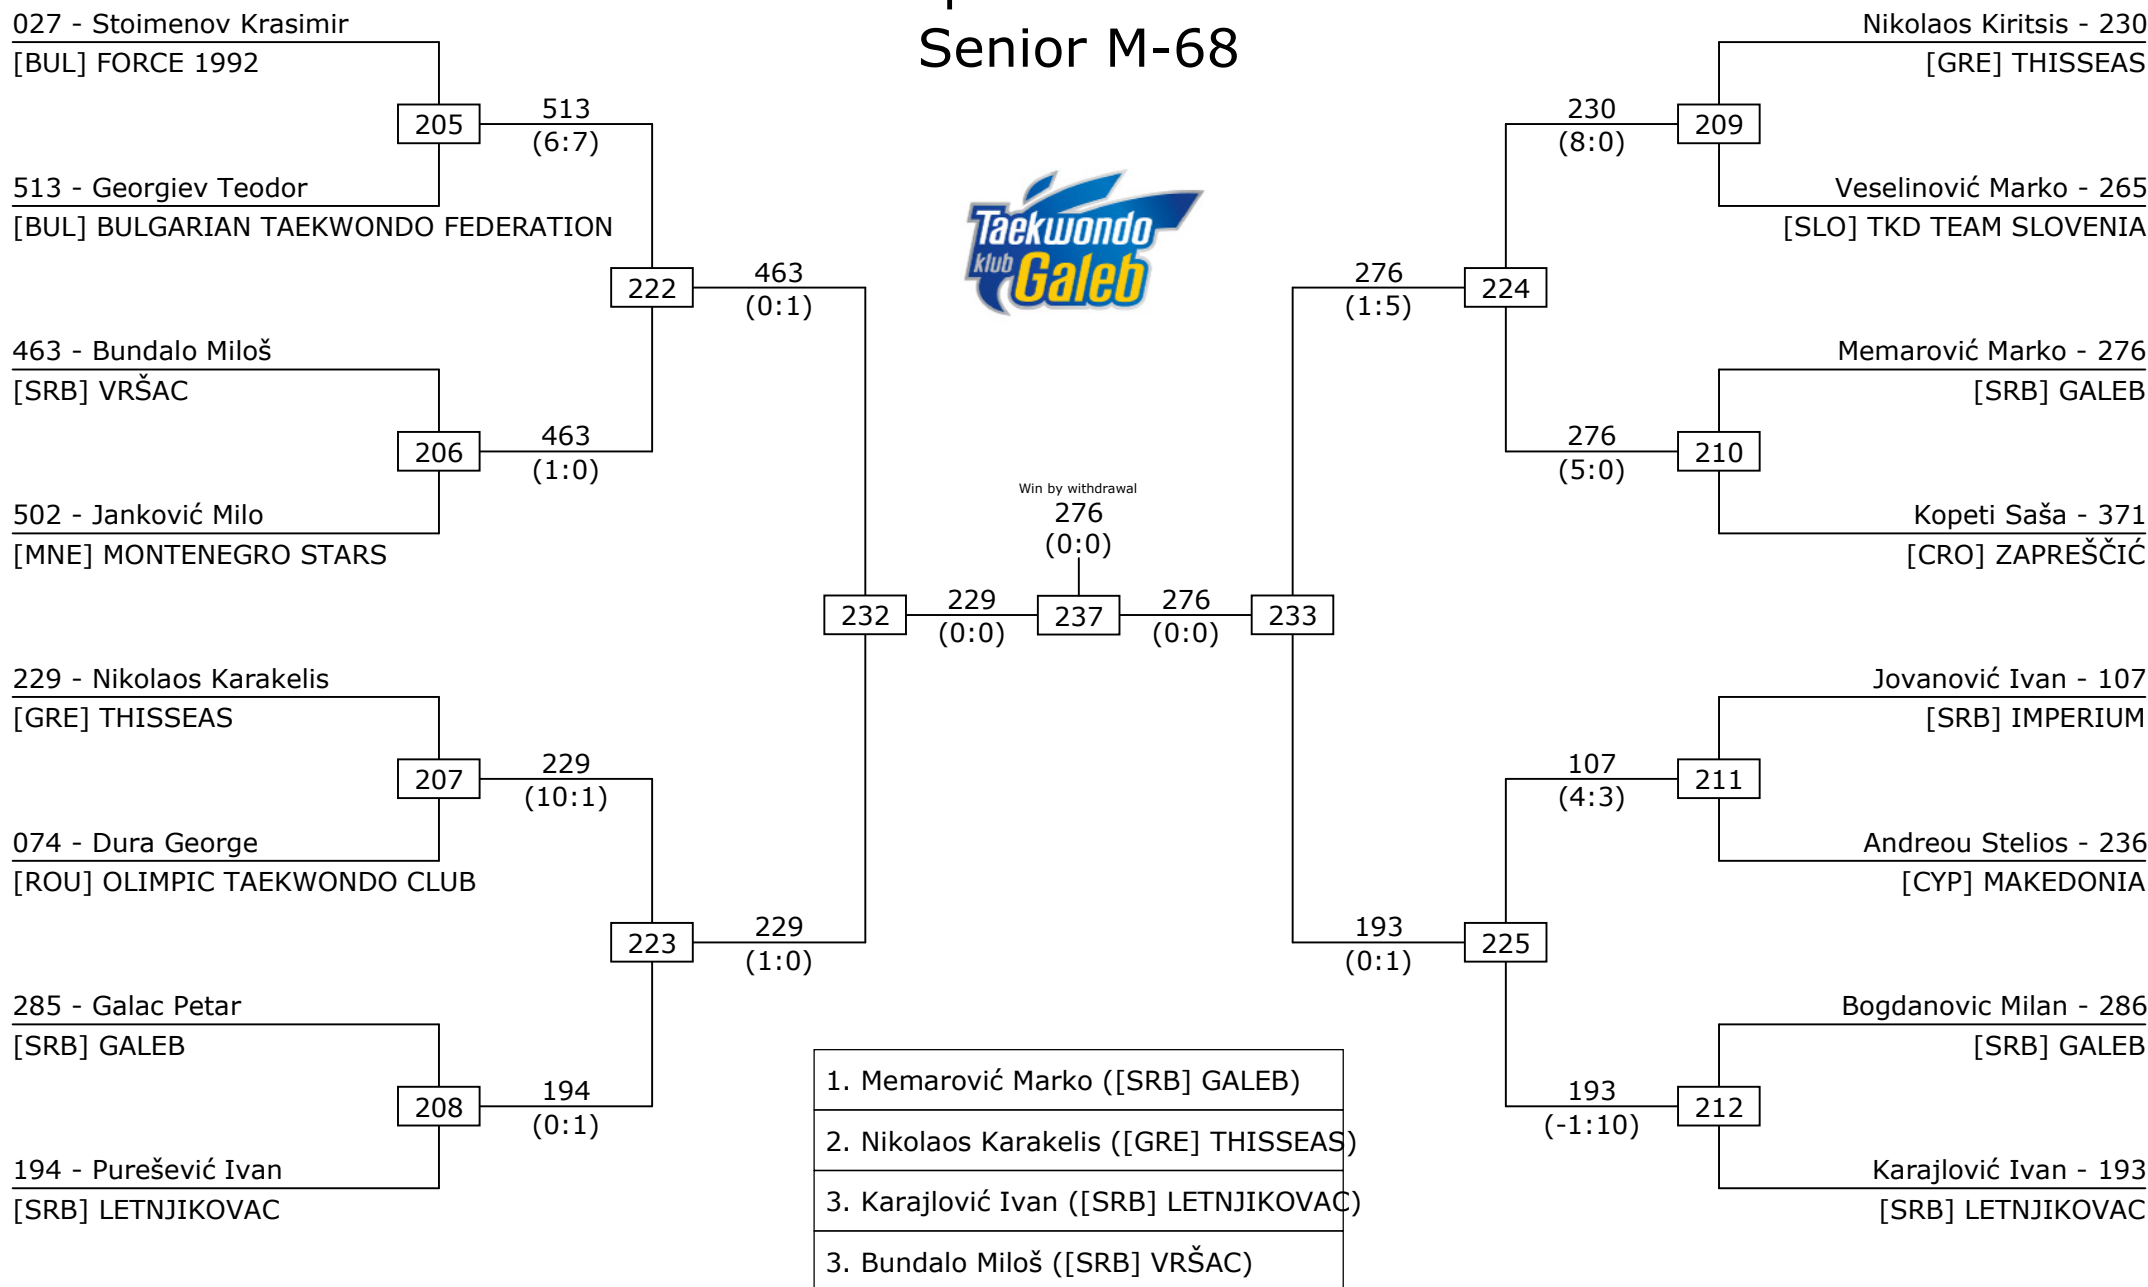 Senior M-68
027 - Stoimenov Krasimir
[BUL] FORCE 1992
205
513
(6:7)
513 - Georgiev Teodor
[BUL] BULGARIAN TAEKWONDO FEDERATION
222
463
(0:1)
463 - Bundalo Miloš
[SRB] VRŠAC
206
463
(1:0)
502 - Janković Milo
[MNE] MONTENEGRO STARS
232
229
(0:0)
229 - Nikolaos Karakelis
[GRE] THISSEAS
207
229
(10:1)
074 - Dura George
[ROU] OLIMPIC TAEKWONDO CLUB
223
229
(1:0)
285 - Galac Petar
[SRB] GALEB
208
194
(0:1)
194 - Purešević Ivan
[SRB] LETNJIKOVAC
Taekwondo
klub
Galeb
Win by withdrawal
276
(0:0)
237
276
(0:0)
233
Nikolaos Kiritsis - 230
[GRE] THISSEAS
230
(8:0)
209
Veselinović Marko - 265
[SLO] TKD TEAM SLOVENIA
276
(1:5)
224
Memarović Marko - 276
[SRB] GALEB
276
(5:0)
210
Kopeti Saša - 371
[CRO] ZAPREŠČIĆ
Jovanović Ivan - 107
[SRB] IMPERIUM
107
(4:3)
211
Andreou Stelios - 236
[CYP] MAKEDONIA
193
(0:1)
225
Bogdanovic Milan - 286
[SRB] GALEB
193
(-1:10)
212
Karajlović Ivan - 193
[SRB] LETNJIKOVAC
1. Memarović Marko ([SRB] GALEB)
2. Nikolaos Karakelis ([GRE] THISSEAS)
3. Karajlović Ivan ([SRB] LETNJIKOVAC)
3. Bundalo Miloš ([SRB] VRŠAC)